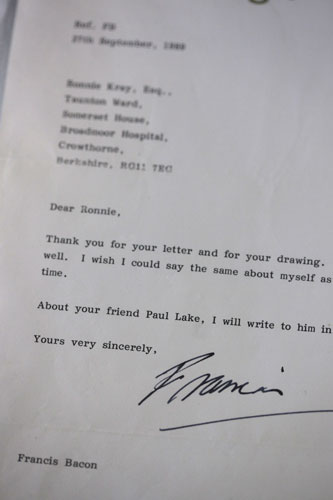 Ref. FB
27th September, 1989
Ronnie Kray, Esq.,
Taunton Ward,
Somerset House,
Broadmoor Hospital,
Crowthorne,
Berkshire, RG11 7EG
Dear Ronnie,
Thank you for your letter and for your drawing.
well. I wish I could say the same about myself as
time.
About your friend Paul Lake, I will write to him in
Yours very sincerely,
Francis
Francis Bacon